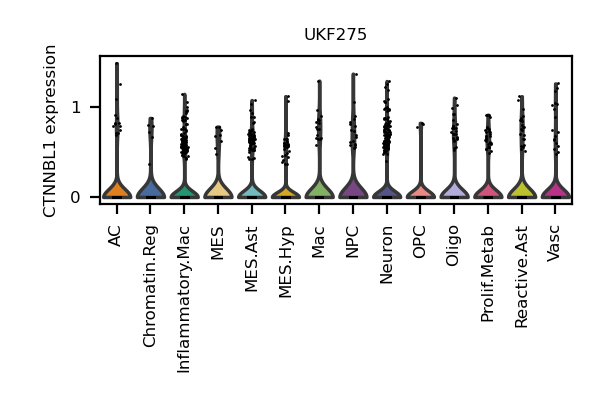 UKF275
CTNNBL1 expression
1
0
AC
Chromatin.Reg
Inflammatory.Mac
MES
MES.Ast
MES.Hyp
Mac
NPC
Neuron
OPC
Oligo
Prolif.Metab
Reactive.Ast
Vasc